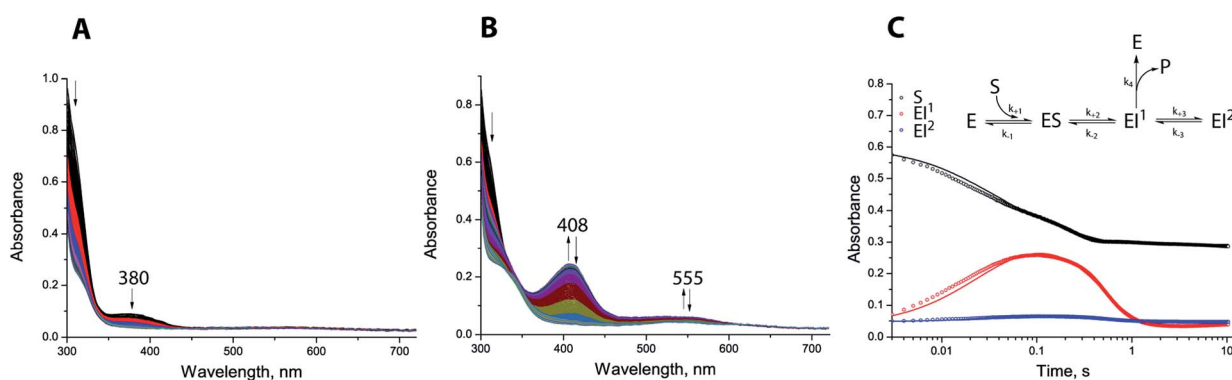 A
Absorbance
1.0
0.8
0.6
0.4
0.2
0.0
380
300
400
500
600
700
Wavelength, nm
B
Absorbance
0.8
0.6
0.4
0.2
0.0
408
555
300
400
500
600
700
Wavelength, nm
C
Absorbance
0.8
0.7
0.6
0.5
0.4
0.3
0.2
0.1
0.0
S
EI¹
EI²
E
P
k₄
S
k₊₁
k₊₂
k₊₃
E ES EI¹ EI²
k₋₁
k₋₂
k₋₃
0.01
0.1
1
10
Time, s